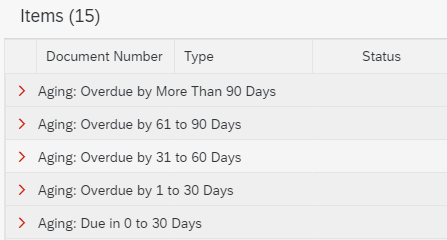 Items (15)
Document Number Type Status
Aging: Overdue by More Than 90 Days
Aging: Overdue by 61 to 90 Days
Aging: Overdue by 31 to 60 Days
Aging: Overdue by 1 to 30 Days
Aging: Due in 0 to 30 Days